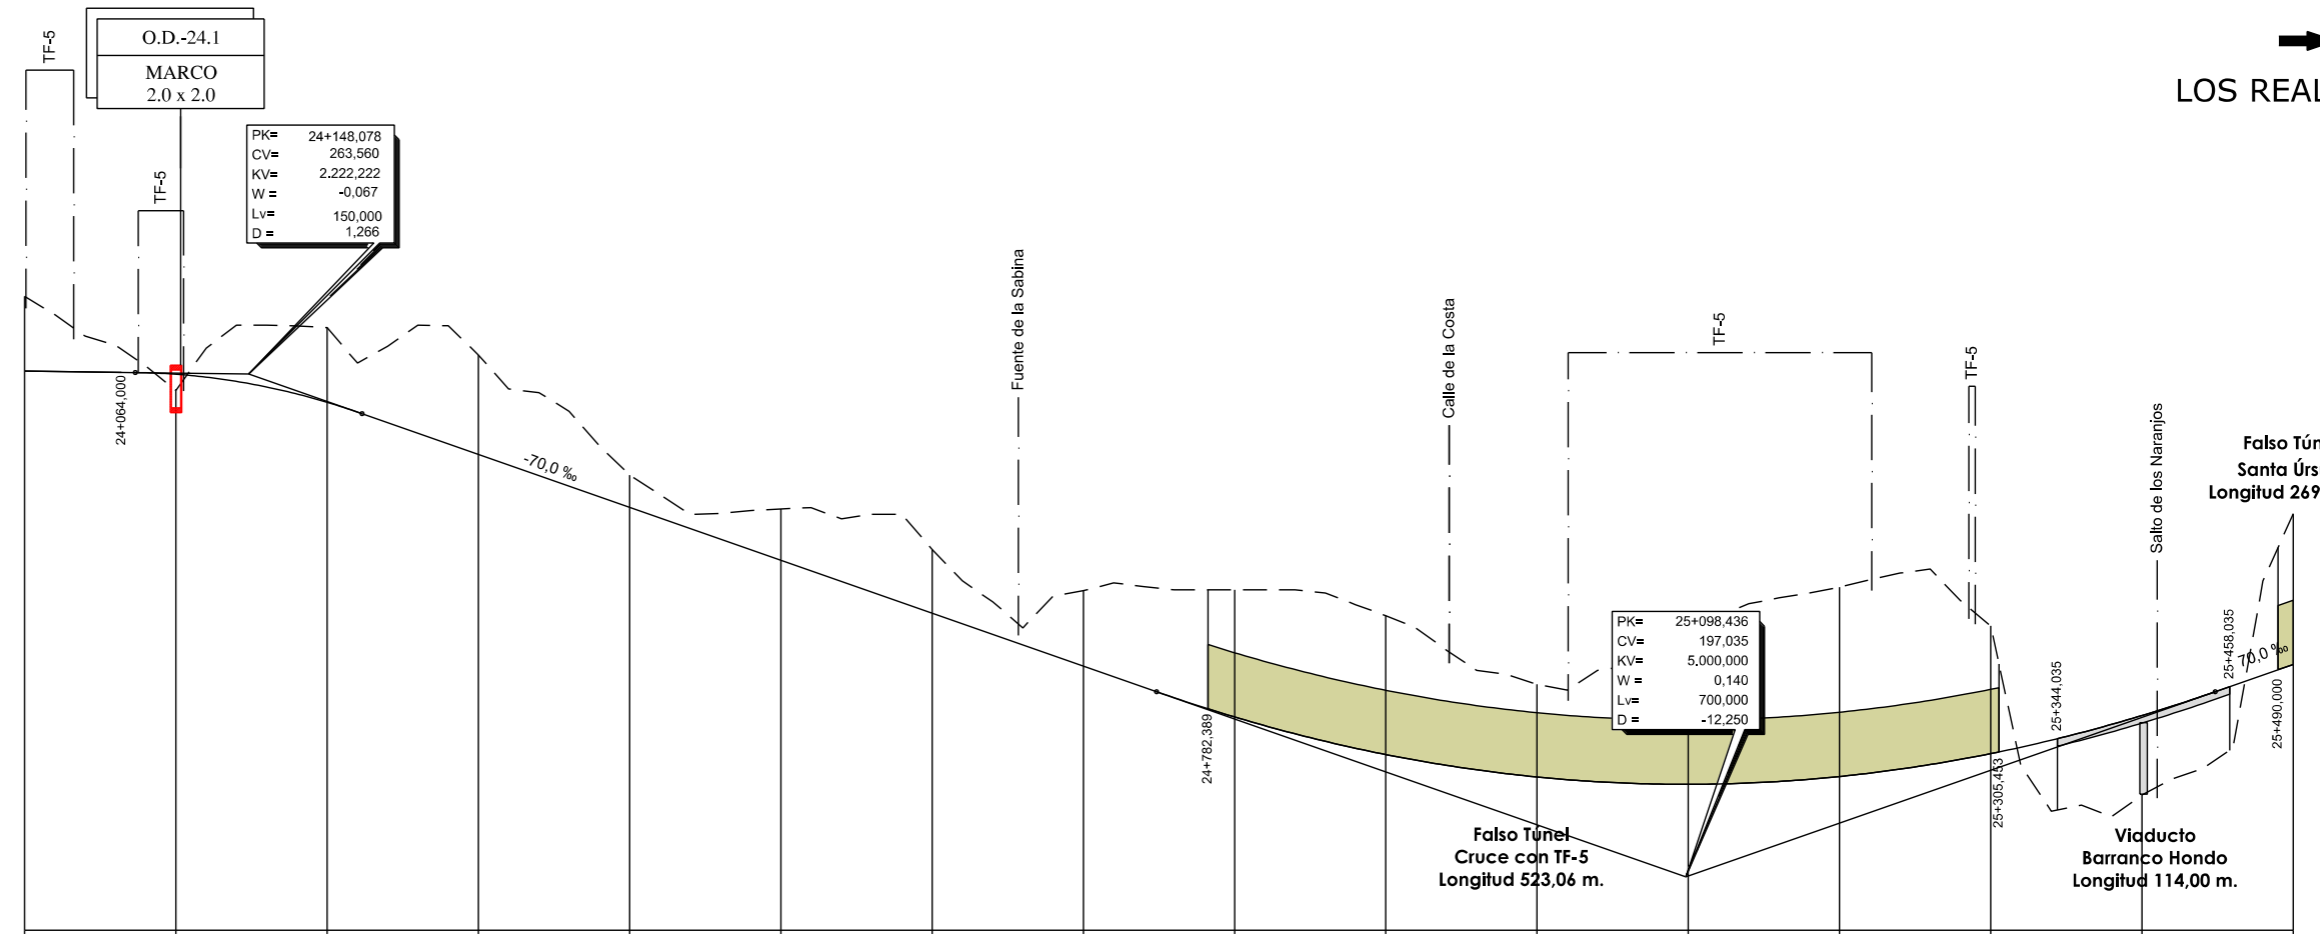 TF-5
O.D.-24.1
MARCO
2.0 x 2.0
TF-5
PK= 24+148,078
CV= 263,560
KV= 2.222,222
W = -0,067
Lv= 150,000
D = 1,266
LOS REAL
24+064,000
-70,0 ‰
Fuente de la Sabina
Calle de la Costa
TF-5
TF-5
Salto de los Naranjos
Falso Tún
Santa Úrs
Longitud 269
24+782,389
PK= 25+098,436
CV= 197,035
KV= 5.000,000
W = 0,140
Lv= 700,000
D = -12,250
25+305,453
25+344,035
25+458,035
70,0 ‰
25+490,000
Falso Túnel
Cruce con TF-5
Longitud 523,06 m.
Viaducto
Barranco Hondo
Longitud 114,00 m.